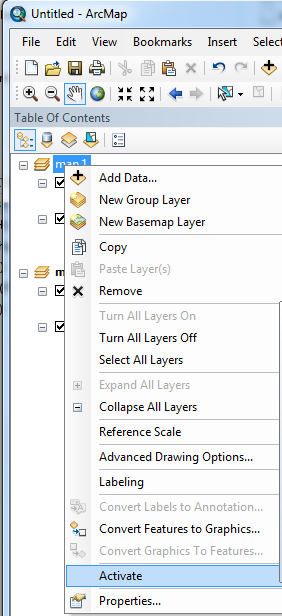 Untitled - ArcMap
File Edit View Bookmarks Insert Select
Table Of Contents
map 1
Add Data...
New Group Layer
New Basemap Layer
Copy
Paste Layer(s)
Remove
Turn All Layers On
Turn All Layers Off
Select All Layers
Expand All Layers
Collapse All Layers
Reference Scale
Advanced Drawing Options...
Labeling
Convert Labels to Annotation...
Convert Features to Graphics...
Convert Graphics To Features...
Activate
Properties...